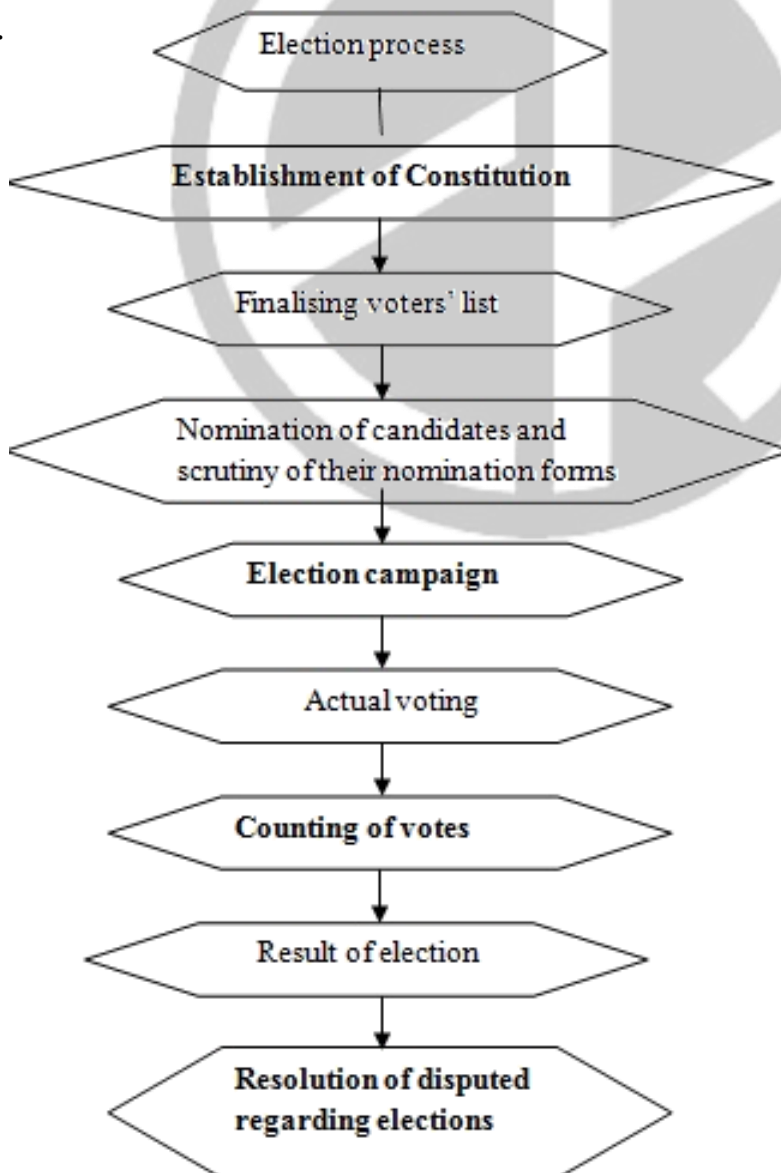 Election process
Establishment of Constitution
Finalising voters' list
Nomination of candidates and
scrutiny of their nomination forms
Election campaign
Actual voting
Counting of votes
Result of election
Resolution of disputed
regarding elections